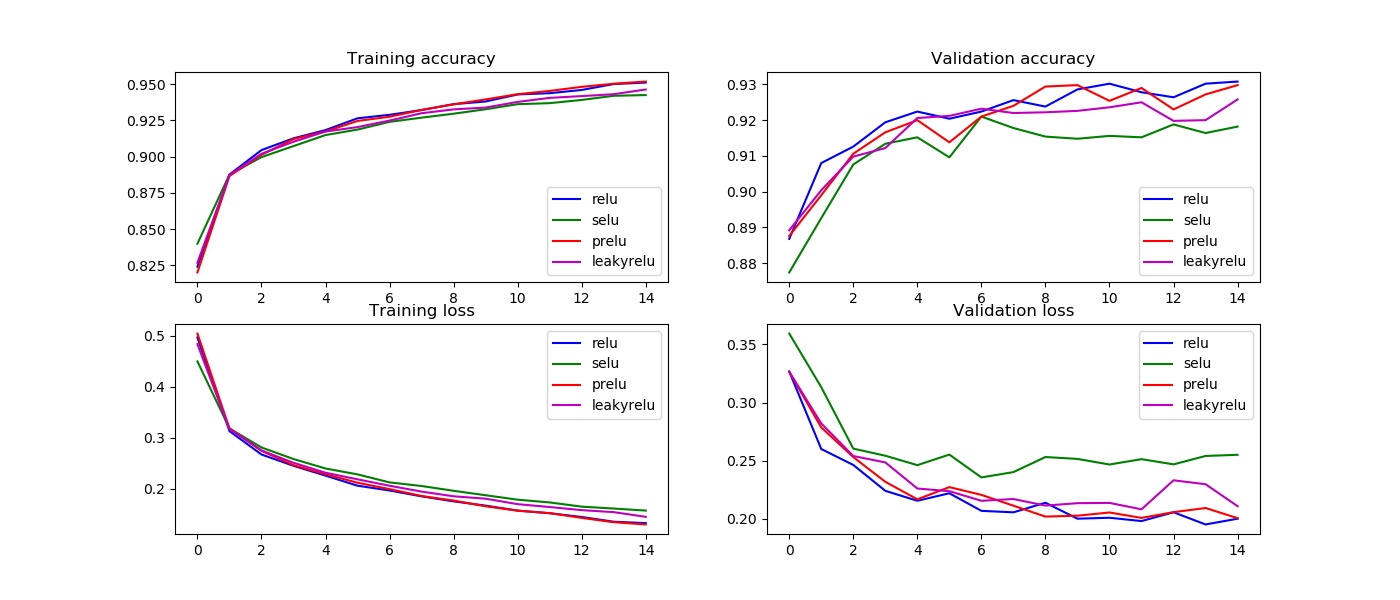 Training accuracy
0.950
0.925
0.900
0.875
0.850
0.825
0 2 4 6 8 10 12 14
relu
selu
prelu
leakyrelu
Validation accuracy
0.93
0.92
0.91
0.90
0.89
0.88
0 2 4 6 8 10 12 14
relu
selu
prelu
leakyrelu
Training loss
0.5
0.4
0.3
0.2
0 2 4 6 8 10 12 14
relu
selu
prelu
leakyrelu
Validation loss
0.35
0.30
0.25
0.20
0 2 4 6 8 10 12 14
relu
selu
prelu
leakyrelu